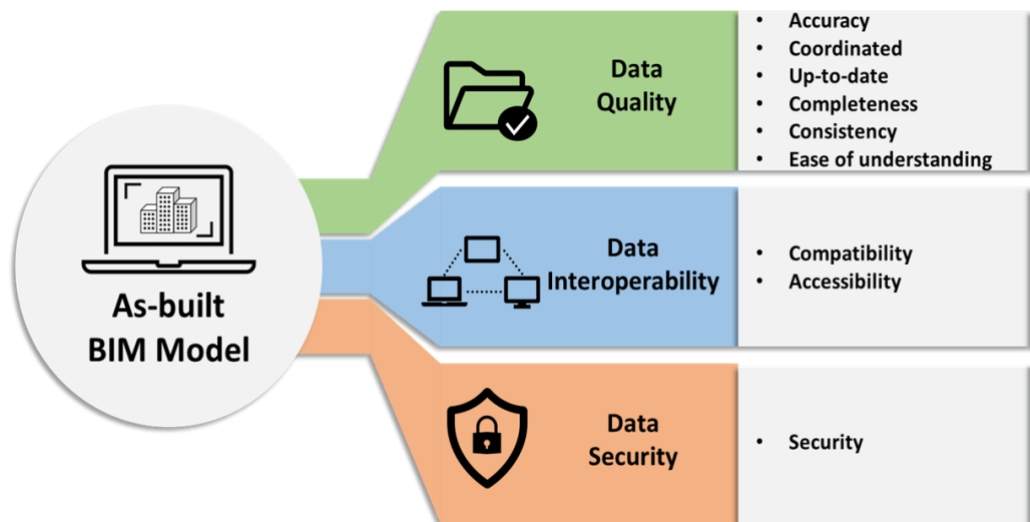 As-built
BIM Model
Data
Quality
• Accuracy
• Coordinated
• Up-to-date
• Completeness
• Consistency
• Ease of understanding
Data
Interoperability
• Compatibility
• Accessibility
Data
Security
• Security